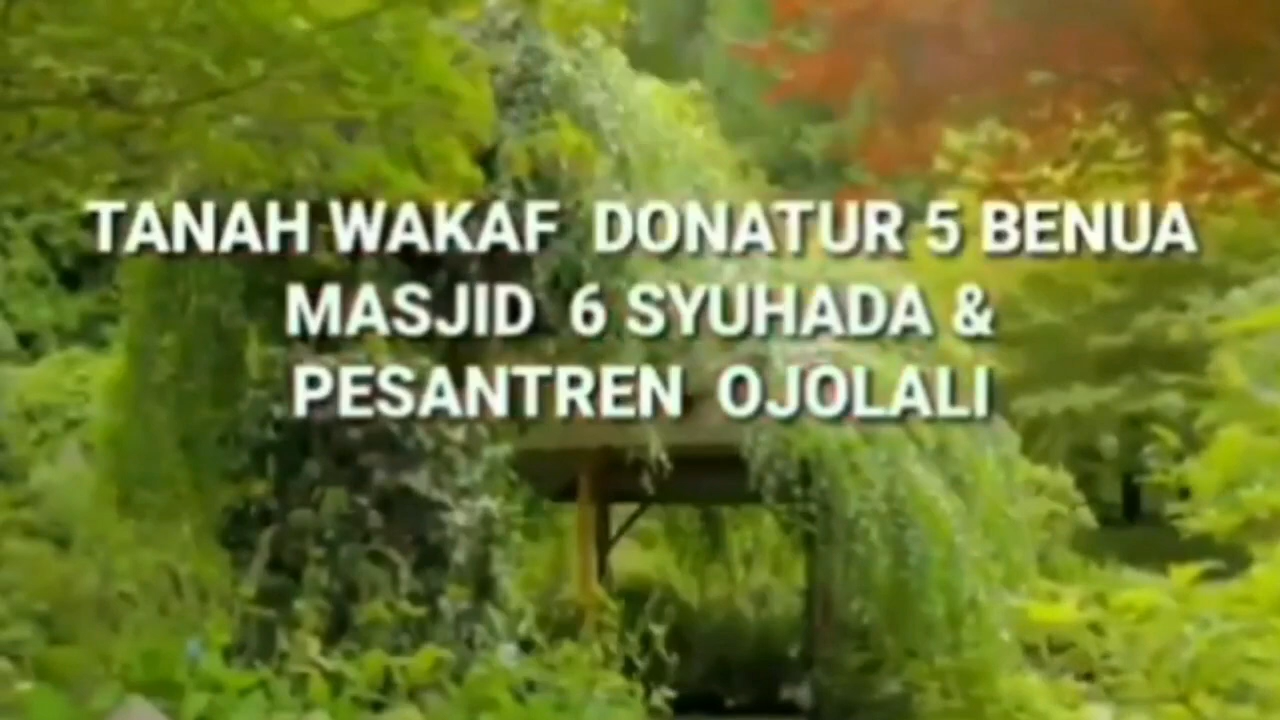 TANAH WAKAF DONATUR 5 BENUA
MASJID 6 SYUHADA &
PESANTREN OJOLALI